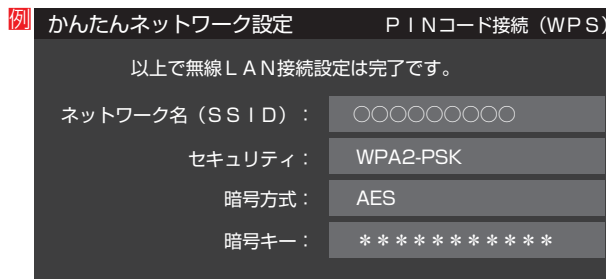 例
かんたんネットワーク設定 PINコード接続（WPS）
以上で無線LAN接続設定は完了です。
ネットワーク名（SSID）： ○○○○○○○○○
セキュリティ： WPA2-PSK
暗号方式： AES
暗号キー： ＊＊＊＊＊＊＊＊＊＊＊